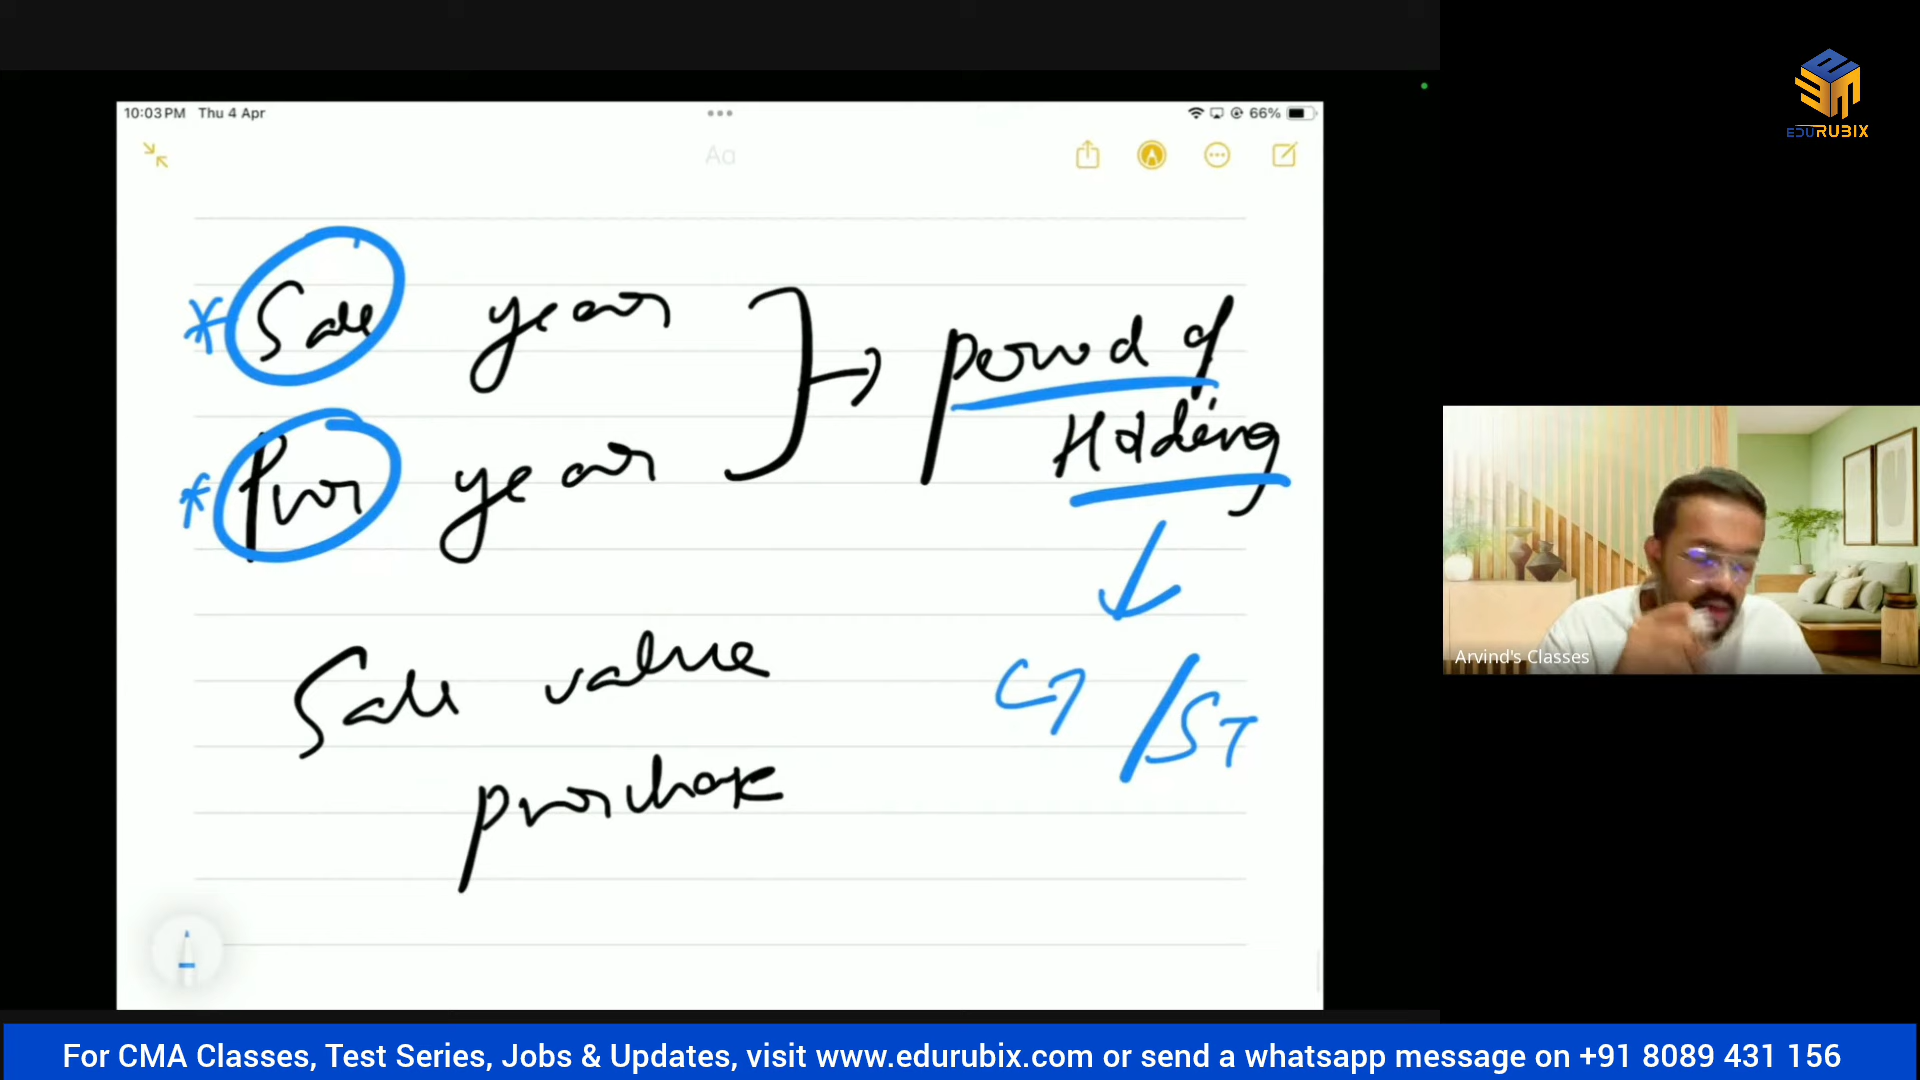 10:03 PM Thu 4 Apr
66%
Aa
EDURUBIX
* Sale year
Period of
Holding
* Pur year
Sale value
LT / ST
purchase
Arvind's Classes
For CMA Classes, Test Series, Jobs & Updates, visit www.edurubix.com or send a whatsapp message on +91 8089 431 156